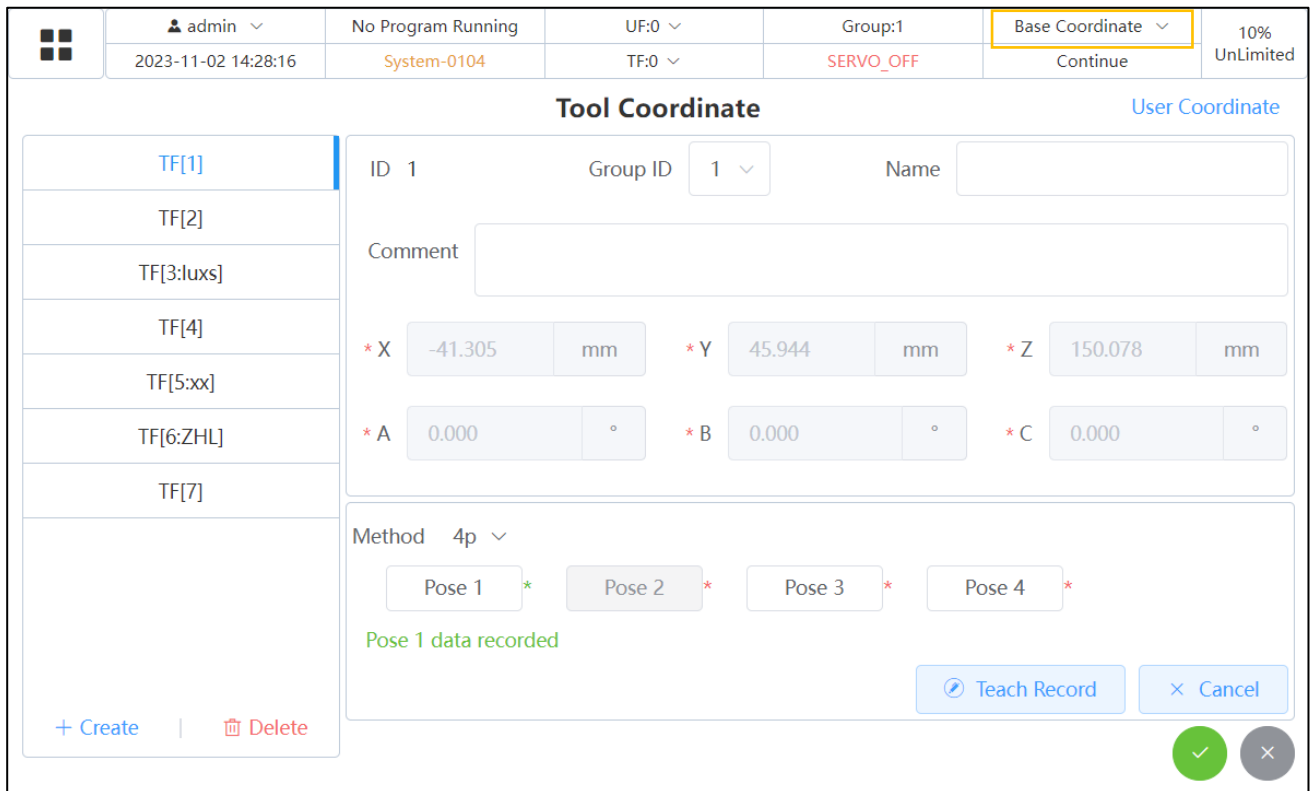 admin No Program Running UF:0 Group:1 Base Coordinate 10%
2023-11-02 14:28:16 System-0104 TF:0 SERVO_OFF Continue UnLimited
Tool Coordinate User Coordinate
TF[1]
TF[2]
TF[3:luxs]
TF[4]
TF[5:xx]
TF[6:ZHL]
TF[7]
+ Create | Delete
ID 1 Group ID 1 Name
Comment
* X -41.305 mm * Y 45.944 mm * Z 150.078 mm
* A 0.000 ° * B 0.000 ° * C 0.000 °
Method 4p
Pose 1 * Pose 2 * Pose 3 * Pose 4 *
Pose 1 data recorded
Teach Record × Cancel